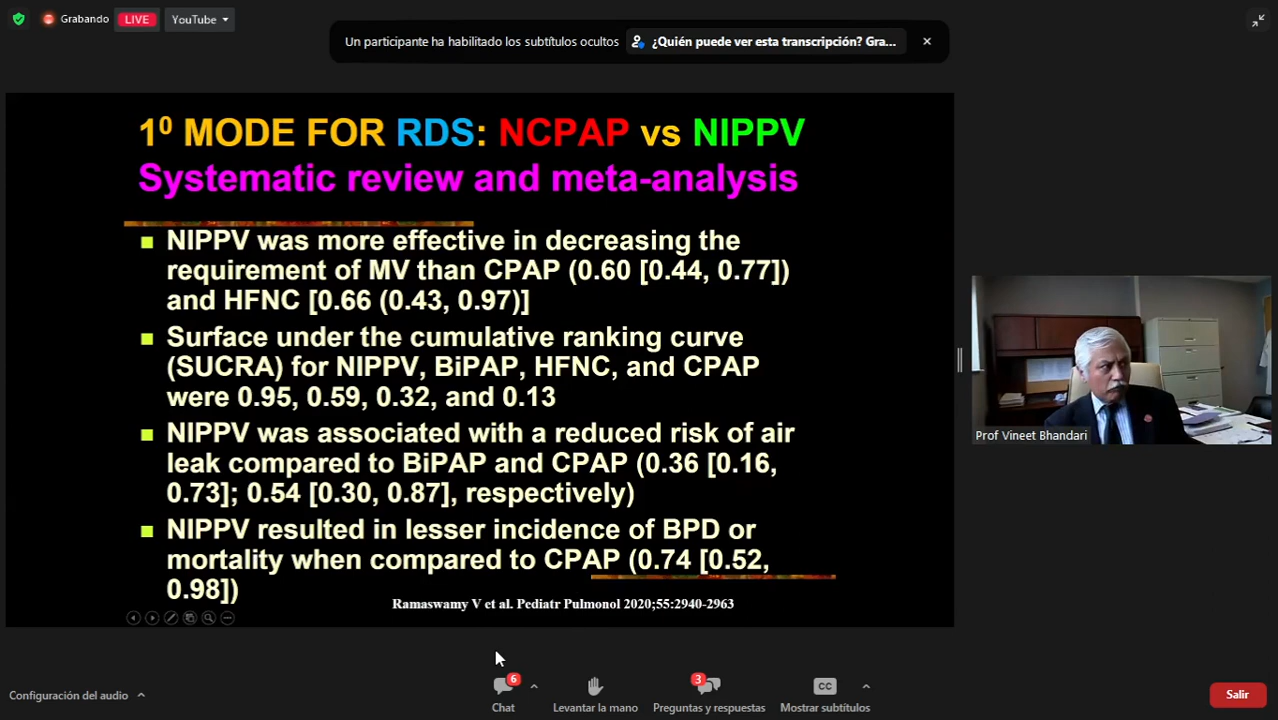 Grabando
LIVE
YouTube
Un participante ha habilitado los subtítulos ocultos
¿Quién puede ver esta transcripción? Gra...
1⁰ MODE FOR RDS: NCPAP vs NIPPV
Systematic review and meta-analysis
NIPPV was more effective in decreasing the
requirement of MV than CPAP (0.60 [0.44, 0.77])
and HFNC [0.66 (0.43, 0.97)]
Surface under the cumulative ranking curve
(SUCRA) for NIPPV, BiPAP, HFNC, and CPAP
were 0.95, 0.59, 0.32, and 0.13
NIPPV was associated with a reduced risk of air
leak compared to BiPAP and CPAP (0.36 [0.16,
0.73]; 0.54 [0.30, 0.87], respectively)
NIPPV resulted in lesser incidence of BPD or
mortality when compared to CPAP (0.74 [0.52,
0.98])
Ramaswamy V et al. Pediatr Pulmonol 2020;55:2940-2963
Prof Vineet Bhandari
Configuración del audio
6
Chat
Levantar la mano
3
Preguntas y respuestas
CC
Mostrar subtítulos
Salir